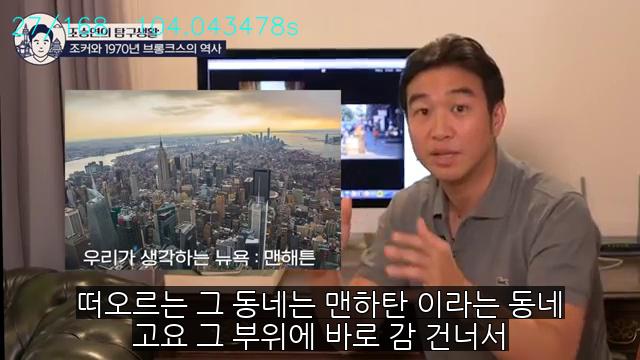 27/168, 104.043478s
조승연의 탐구생활
조커와 1970년 브롱크스의 역사
우리가 생각하는 뉴욕 : 맨해튼
떠오르는 그 동네는 맨하탄 이라는 동네
고요 그 부위에 바로 감 건너서